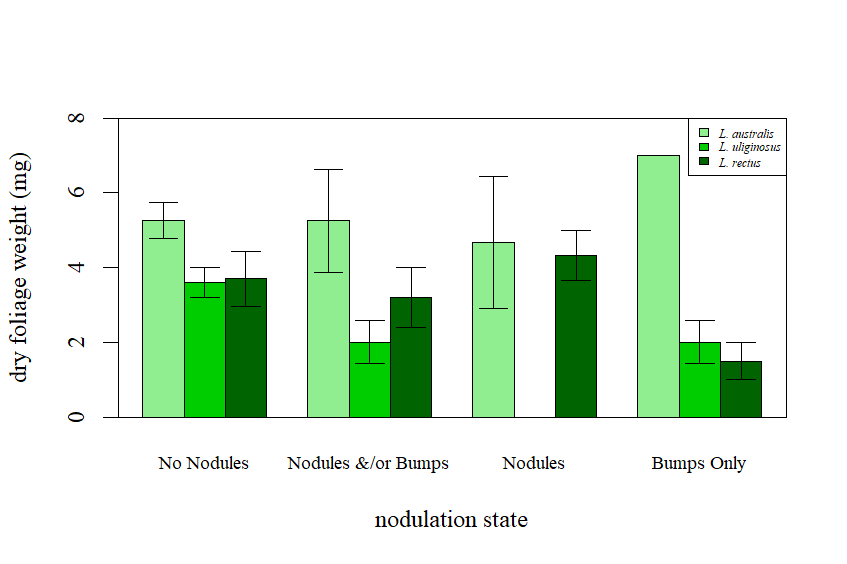 8
6
4
2
0
dry foliage weight (mg)
L. australis
L. uliginosus
L. rectus
No Nodules
Nodules &/or Bumps
Nodules
Bumps Only
nodulation state